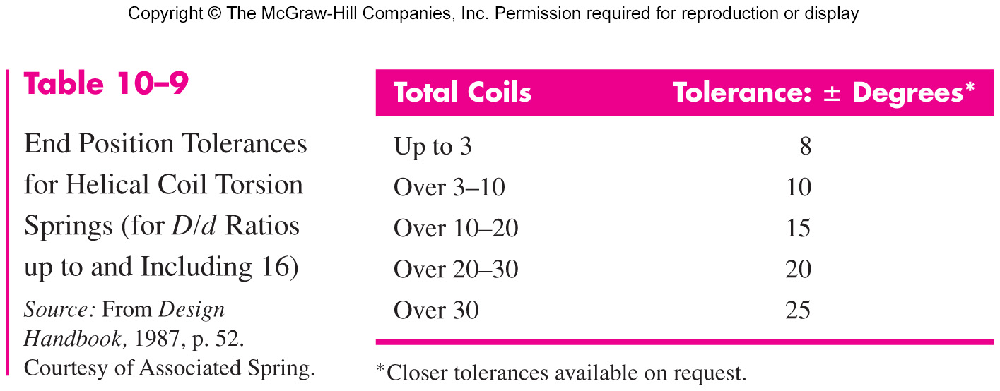 Copyright © The McGraw-Hill Companies, Inc. Permission required for reproduction or display
Table 10–9
End Position Tolerances
for Helical Coil Torsion
Springs (for D/d Ratios
up to and Including 16)
Source: From Design
Handbook, 1987, p. 52.
Courtesy of Associated Spring.
Total Coils Tolerance: ± Degrees*
Up to 3 8
Over 3–10 10
Over 10–20 15
Over 20–30 20
Over 30 25
*Closer tolerances available on request.